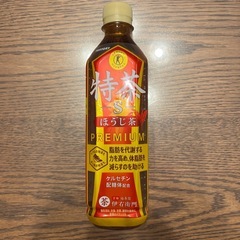 特茶
ほうじ茶
PREMIUM
脂肪を代謝する
力を高め、体脂肪を
減らすのを助ける
ケルセチン
配糖体配合
茶
伊右衛門